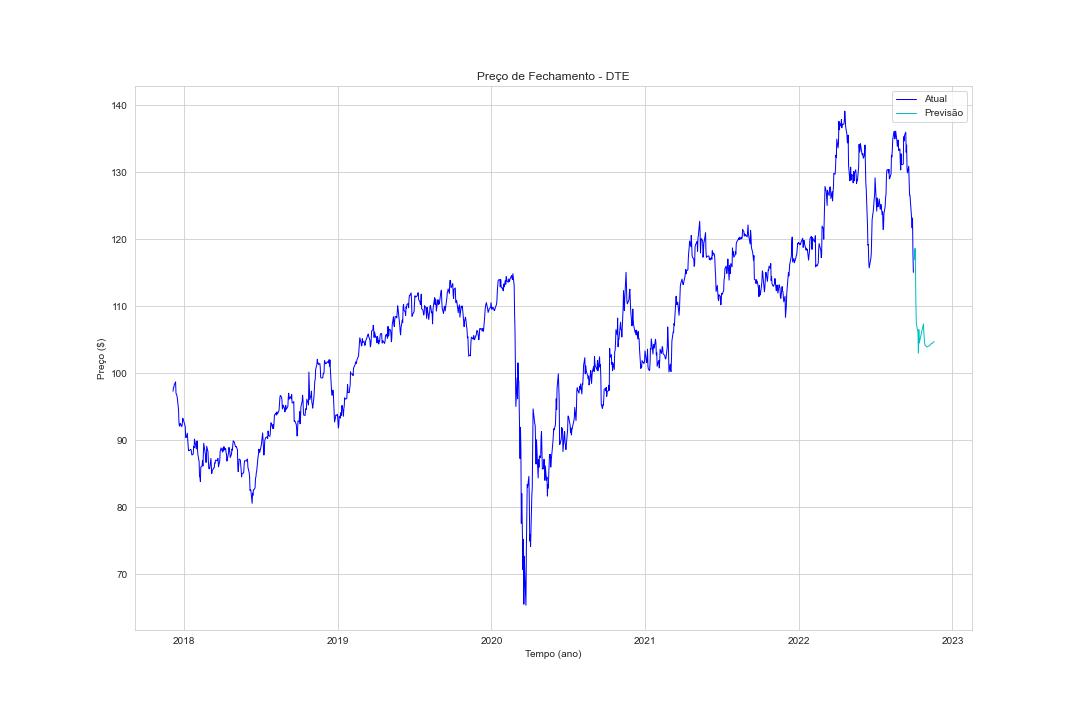 Preço de Fechamento - DTE
Atual
Previsão
140
130
120
110
100
90
80
70
Preço ($)
2018
2019
2020
2021
2022
2023
Tempo (ano)